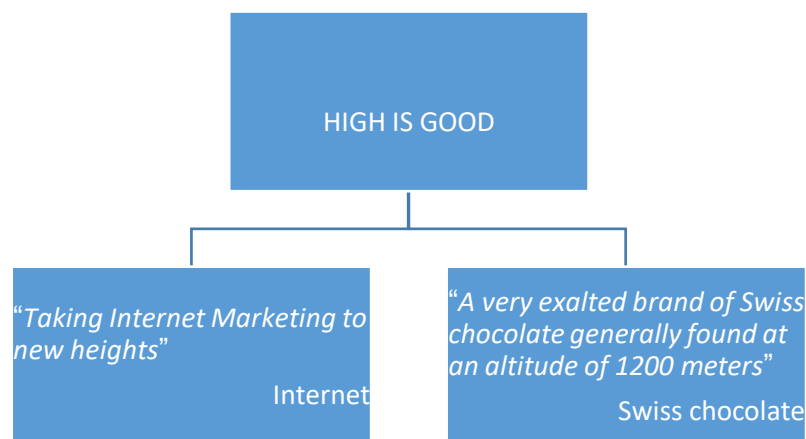 HIGH IS GOOD
“Taking Internet Marketing to
new heights”
Internet
“A very exalted brand of Swiss
chocolate generally found at
an altitude of 1200 meters”
Swiss chocolate